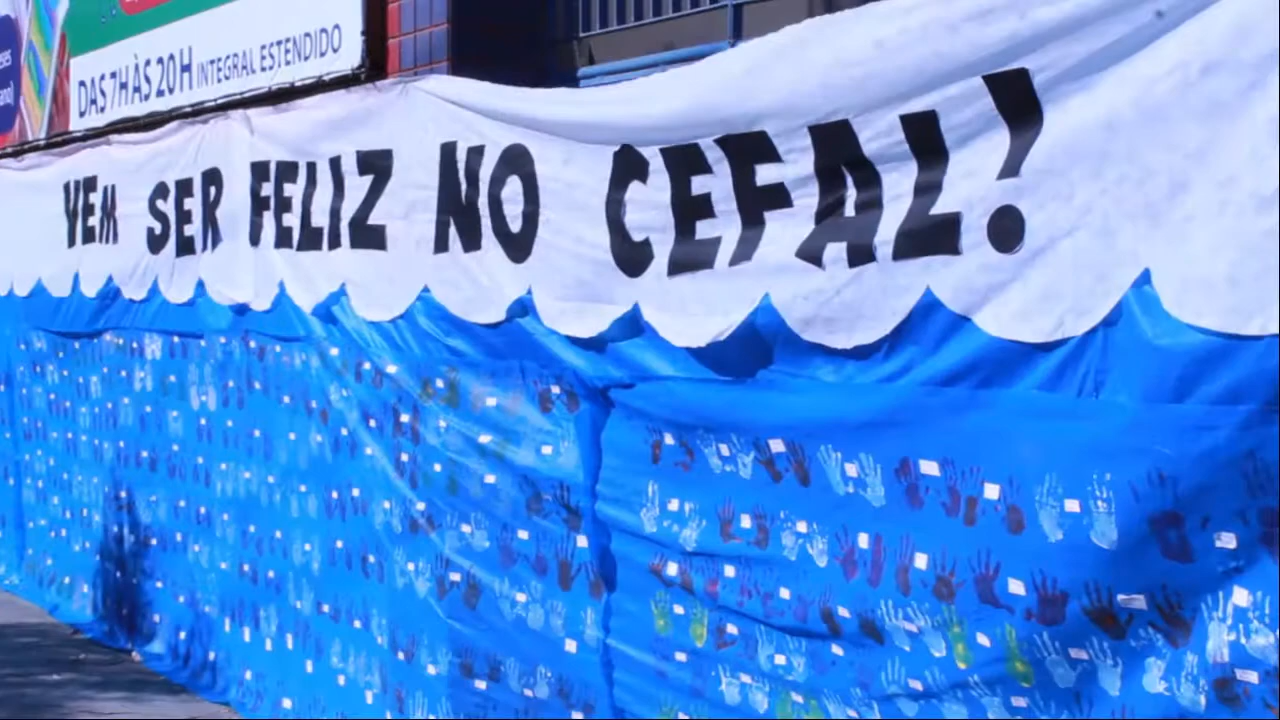 DAS 7H ÀS 20H INTEGRAL ESTENDIDO
VEM SER FELIZ NO CEFAL!